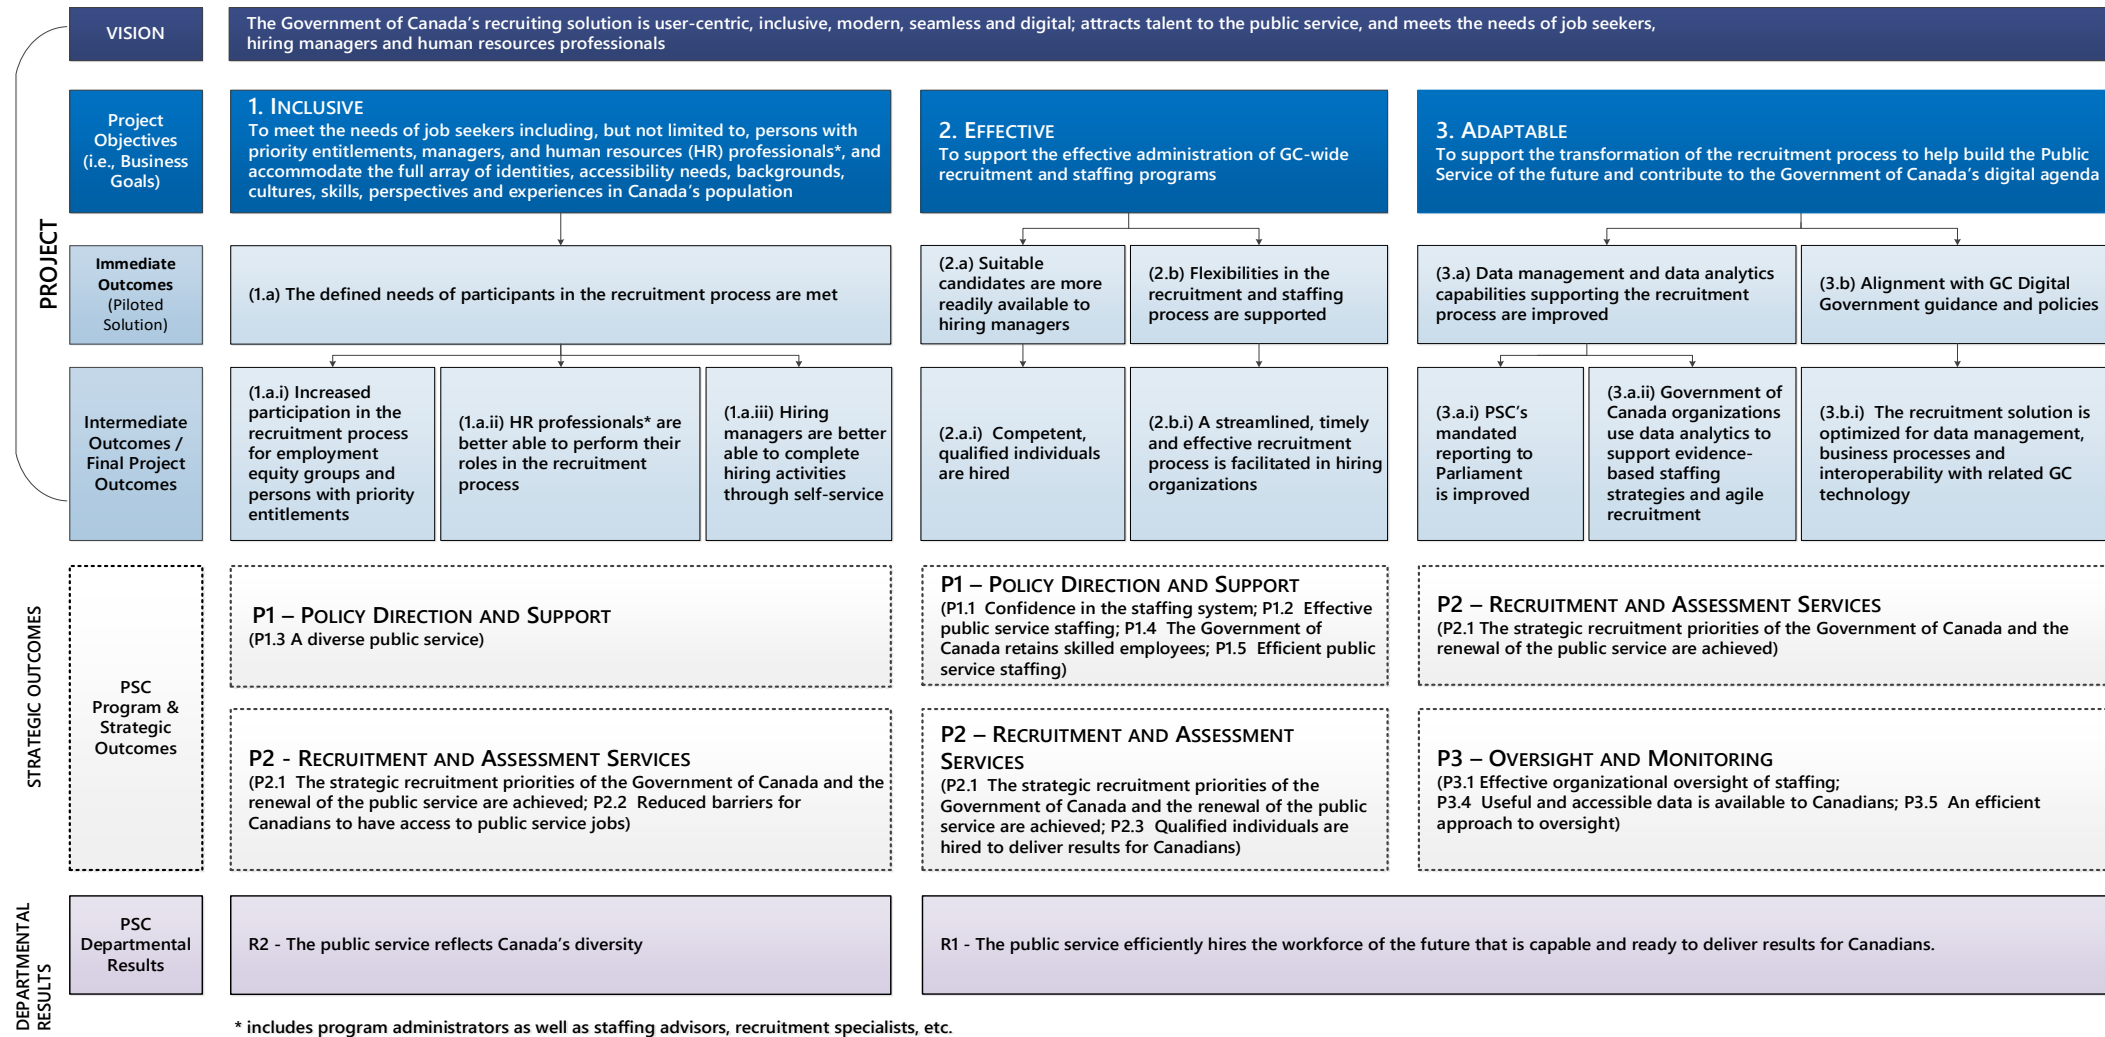 VISION
The Government of Canada's recruiting solution is user-centric, inclusive, modern, seamless and digital; attracts talent to the public service, and meets the needs of job seekers,
hiring managers and human resources professionals
PROJECT
Project
Objectives
(i.e., Business
Goals)
1. INCLUSIVE
To meet the needs of job seekers including, but not limited to, persons with
priority entitlements, managers, and human resources (HR) professionals*, and
accommodate the full array of identities, accessibility needs, backgrounds,
cultures, skills, perspectives and experiences in Canada's population
2. EFFECTIVE
To support the effective administration of GC-wide
recruitment and staffing programs
3. ADAPTABLE
To support the transformation of the recruitment process to help build the Public
Service of the future and contribute to the Government of Canada's digital agenda
Immediate
Outcomes
(Piloted
Solution)
(1.a) The defined needs of participants in the recruitment process are met
(2.a) Suitable
candidates are more
readily available to
hiring managers
(2.b) Flexibilities in the
recruitment and staffing
process are supported
(3.a) Data management and data analytics
capabilities supporting the recruitment
process are improved
(3.b) Alignment with GC Digital
Government guidance and policies
Intermediate
Outcomes /
Final Project
Outcomes
(1.a.i) Increased
participation in the
recruitment process
for employment
equity groups and
persons with priority
entitlements
(1.a.ii) HR professionals* are
better able to perform their
roles in the recruitment
process
(1.a.iii) Hiring
managers are better
able to complete
hiring activities
through self-service
(2.a.i) Competent,
qualified individuals
are hired
(2.b.i) A streamlined, timely
and effective recruitment
process is facilitated in hiring
organizations
(3.a.i) PSC's
mandated
reporting to
Parliament
is improved
(3.a.ii) Government of
Canada organizations
use data analytics to
support evidence-
based staffing
strategies and agile
recruitment
(3.b.i) The recruitment solution is
optimized for data management,
business processes and
interoperability with related GC
technology
STRATEGIC OUTCOMES
PSC
Program &
Strategic
Outcomes
P1 – POLICY DIRECTION AND SUPPORT
(P1.3 A diverse public service)
P1 – POLICY DIRECTION AND SUPPORT
(P1.1 Confidence in the staffing system; P1.2 Effective
public service staffing; P1.4 The Government of
Canada retains skilled employees; P1.5 Efficient public
service staffing)
P2 – RECRUITMENT AND ASSESSMENT SERVICES
(P2.1 The strategic recruitment priorities of the Government of Canada and the
renewal of the public service are achieved)
P2 - RECRUITMENT AND ASSESSMENT SERVICES
(P2.1 The strategic recruitment priorities of the Government of Canada and the
renewal of the public service are achieved; P2.2 Reduced barriers for
Canadians to have access to public service jobs)
P2 – RECRUITMENT AND ASSESSMENT
SERVICES
(P2.1 The strategic recruitment priorities of the
Government of Canada and the renewal of the public
service are achieved; P2.3 Qualified individuals are
hired to deliver results for Canadians)
P3 – OVERSIGHT AND MONITORING
(P3.1 Effective organizational oversight of staffing;
P3.4 Useful and accessible data is available to Canadians; P3.5 An efficient
approach to oversight)
DEPARTMENTAL
RESULTS
PSC
Departmental
Results
R2 - The public service reflects Canada's diversity
R1 - The public service efficiently hires the workforce of the future that is capable and ready to deliver results for Canadians.
* includes program administrators as well as staffing advisors, recruitment specialists, etc.